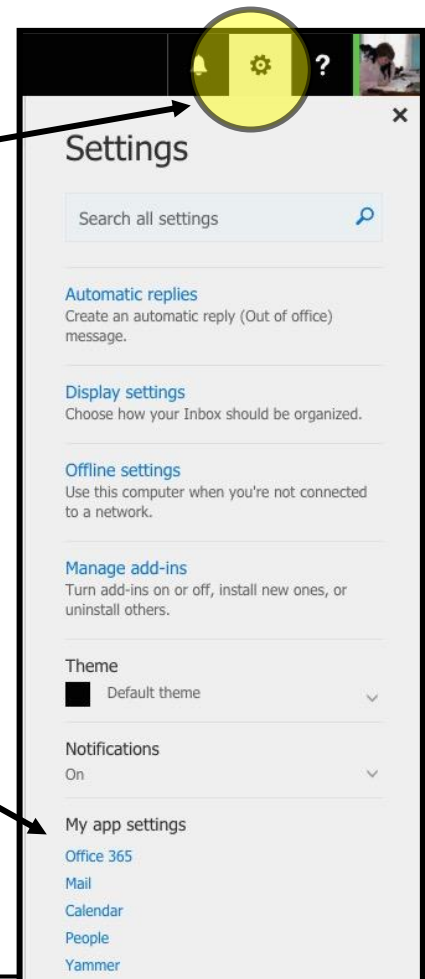 ?
Settings
Search all settings
Automatic replies
Create an automatic reply (Out of office)
message.
Display settings
Choose how your Inbox should be organized.
Offline settings
Use this computer when you're not connected
to a network.
Manage add-ins
Turn add-ins on or off, install new ones, or
uninstall others.
Theme
Default theme
Notifications
On
My app settings
Office 365
Mail
Calendar
People
Yammer